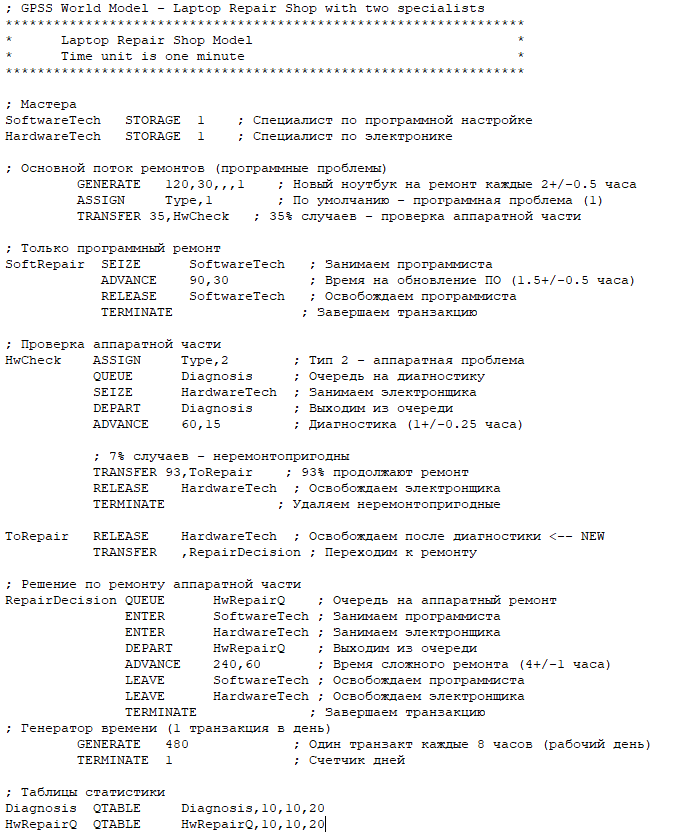 ; GPSS World Model - Laptop Repair Shop with two specialists
******************************************************************
*      Laptop Repair Shop Model                                  *
*      Time unit is one minute                                   *
******************************************************************
; Мастера
SoftwareTech   STORAGE  1    ; Специалист по программной настройке
HardwareTech   STORAGE  1    ; Специалист по электронике
; Основной поток ремонтов (программные проблемы)
         GENERATE   120,30,,,1    ; Новый ноутбук на ремонт каждые 2+/-0.5 часа
         ASSIGN     Type,1        ; По умолчанию - программная проблема (1)
         TRANSFER 35,HwCheck   ; 35% случаев - проверка аппаратной части
; Только программный ремонт
SoftRepair  SEIZE      SoftwareTech   ; Занимаем программиста
            ADVANCE    90,30          ; Время на обновление ПО (1.5+/-0.5 часа)
            RELEASE    SoftwareTech   ; Освобождаем программиста
            TERMINATE                ; Завершаем транзакцию
; Проверка аппаратной части
HwCheck    ASSIGN     Type,2        ; Тип 2 - аппаратная проблема
           QUEUE      Diagnosis     ; Очередь на диагностику
           SEIZE      HardwareTech  ; Занимаем электронщика
           DEPART     Diagnosis     ; Выходим из очереди
           ADVANCE    60,15         ; Диагностика (1+/-0.25 часа)
           ; 7% случаев - неремонтопригодны
           TRANSFER 93,ToRepair    ; 93% продолжают ремонт
           RELEASE    HardwareTech  ; Освобождаем электронщика
           TERMINATE              ; Удаляем неремонтопригодные
ToRepair   RELEASE    HardwareTech  ; Освобождаем после диагностики <-- NEW
           TRANSFER   ,RepairDecision ; Переходим к ремонту
; Решение по ремонту аппаратной части
RepairDecision QUEUE      HwRepairQ    ; Очередь на аппаратный ремонт
               ENTER      SoftwareTech ; Занимаем программиста
               ENTER      HardwareTech ; Занимаем электронщика
               DEPART     HwRepairQ    ; Выходим из очереди
               ADVANCE    240,60       ; Время сложного ремонта (4+/-1 часа)
               LEAVE      SoftwareTech ; Освобождаем программиста
               LEAVE      HardwareTech ; Освобождаем электронщика
               TERMINATE              ; Завершаем транзакцию
; Генератор времени (1 транзакция в день)
         GENERATE   480             ; Один транзакт каждые 8 часов (рабочий день)
         TERMINATE  1               ; Счетчик дней
; Таблицы статистики
Diagnosis  QTABLE     Diagnosis,10,10,20
HwRepairQ  QTABLE     HwRepairQ,10,10,20